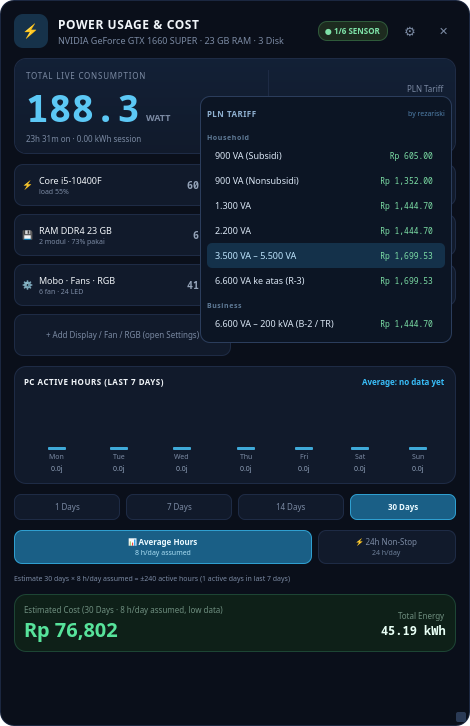 POWER USAGE & COST
NVIDIA GeForce GTX 1660 SUPER · 23 GB RAM · 3 Disk
1/6 SENSOR
TOTAL LIVE CONSUMPTION
PLN Tariff
188.3 WATT
23h 31m on · 0.00 kWh session
PLN TARIFF
by rezariski
Household
900 VA (Subsidi) Rp 605.00
900 VA (Nonsubsidi) Rp 1,352.00
1.300 VA Rp 1,444.70
2.200 VA Rp 1,444.70
3.500 VA – 5.500 VA Rp 1,699.53
6.600 VA ke atas (R-3) Rp 1,699.53
Business
6.600 VA – 200 kVA (B-2 / TR) Rp 1,444.70
Core i5-10400F
load 55%
60
RAM DDR4 23 GB
2 modul · 73% pakai
6
Mobo · Fans · RGB
6 fan · 24 LED
41
+ Add Display / Fan / RGB (open Settings)
PC ACTIVE HOURS (LAST 7 DAYS)
Average: no data yet
Mon Tue Wed Thu Fri Sat Sun
0.0j 0.0j 0.0j 0.0j 0.0j 0.0j 0.0j
1 Days
7 Days
14 Days
30 Days
Average Hours
8 h/day assumed
24h Non-Stop
24 h/day
Estimate 30 days × 8 h/day assumed = ±240 active hours (1 active days in last 7 days)
Estimated Cost (30 Days · 8 h/day assumed, low data)
Rp 76,802
Total Energy
45.19 kWh